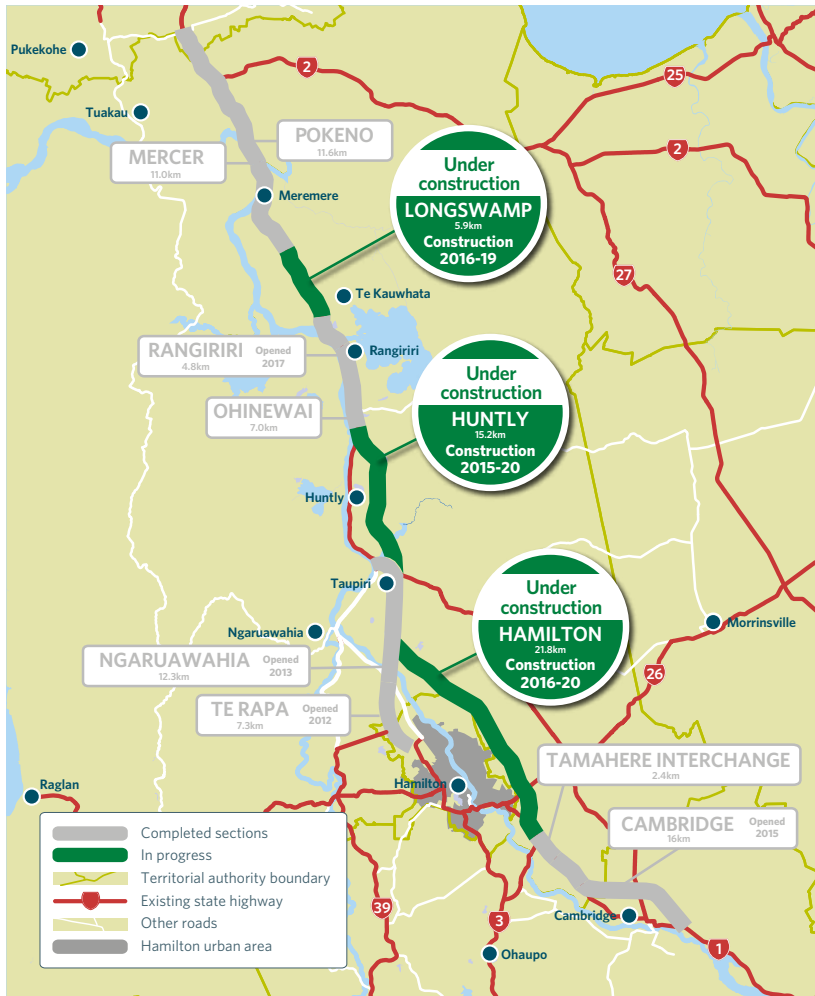 Pukekohe
2
25
Tuakau
POKENO
11.6km
MERCER
11.0km
2
Under
construction
LONGSWAMP
5.9km
Construction
2016-19
Meremere
27
Te Kauwhata
RANGIRIRI
4.8km
Opened
2017
Rangiriri
Under
construction
HUNTLY
15.2km
Construction
2015-20
OHINEWAI
7.0km
Huntly
Taupiri
Under
construction
HAMILTON
21.8km
Construction
2016-20
Ngaruawahia
Morrinsville
NGARUAWAHIA
12.3km
Opened
2013
26
TE RAPA
7.3km
Opened
2012
TAMAHERE INTERCHANGE
2.4km
Raglan
Hamilton
CAMBRIDGE
16km
Opened
2015
Completed sections
In progress
Territorial authority boundary
Existing state highway
Other roads
Hamilton urban area
39
3
Cambridge
1
Ohaupo